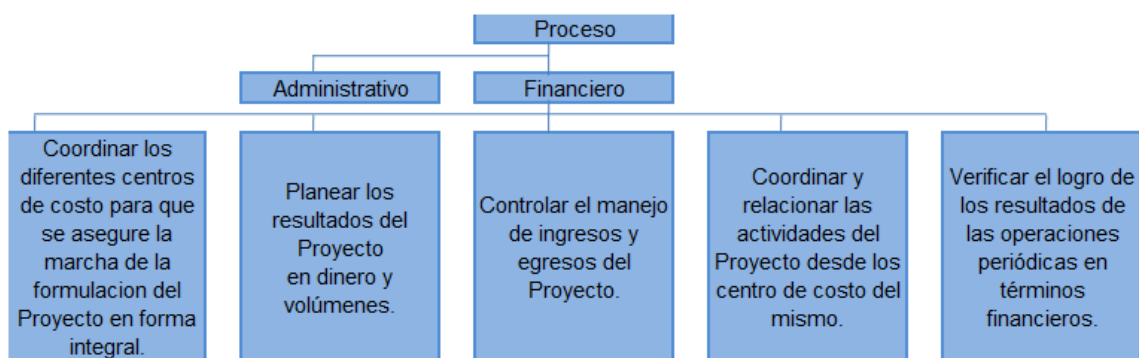 Proceso
Administrativo
Financiero
Coordinar los
diferentes centros
de costo para que
se asegure la
marcha de la
formulacion del
Proyecto en forma
integral.
Planear los
resultados del
Proyecto
en dinero y
volúmenes.
Controlar el manejo
de ingresos y
egresos del
Proyecto.
Coordinar y
relacionar las
actividades del
Proyecto desde los
centro de costo del
mismo.
Verificar el logro de
los resultados de
las operaciones
periódicas en
términos
financieros.